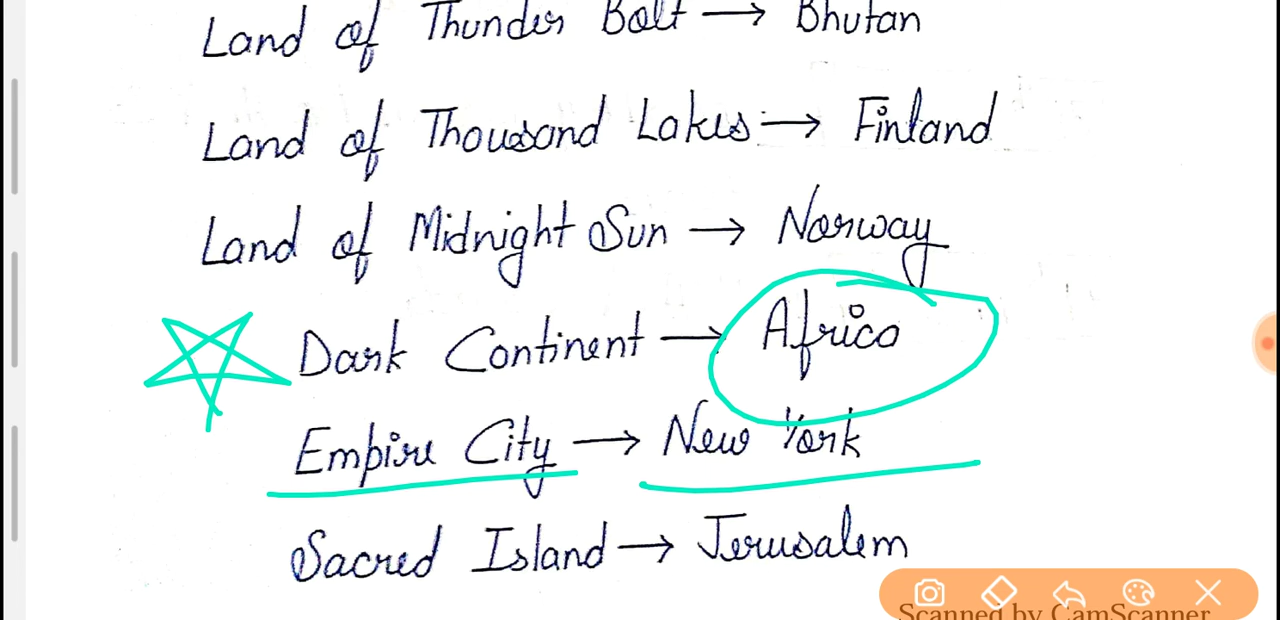 Land of Thunder Bolt → Bhutan
Land of Thousand Lakes → Finland
Land of Midnight Sun → Norway
Dark Continent → Africa
Empire City → New York
Sacred Island → Jerusalem
Scanned by CamScanner